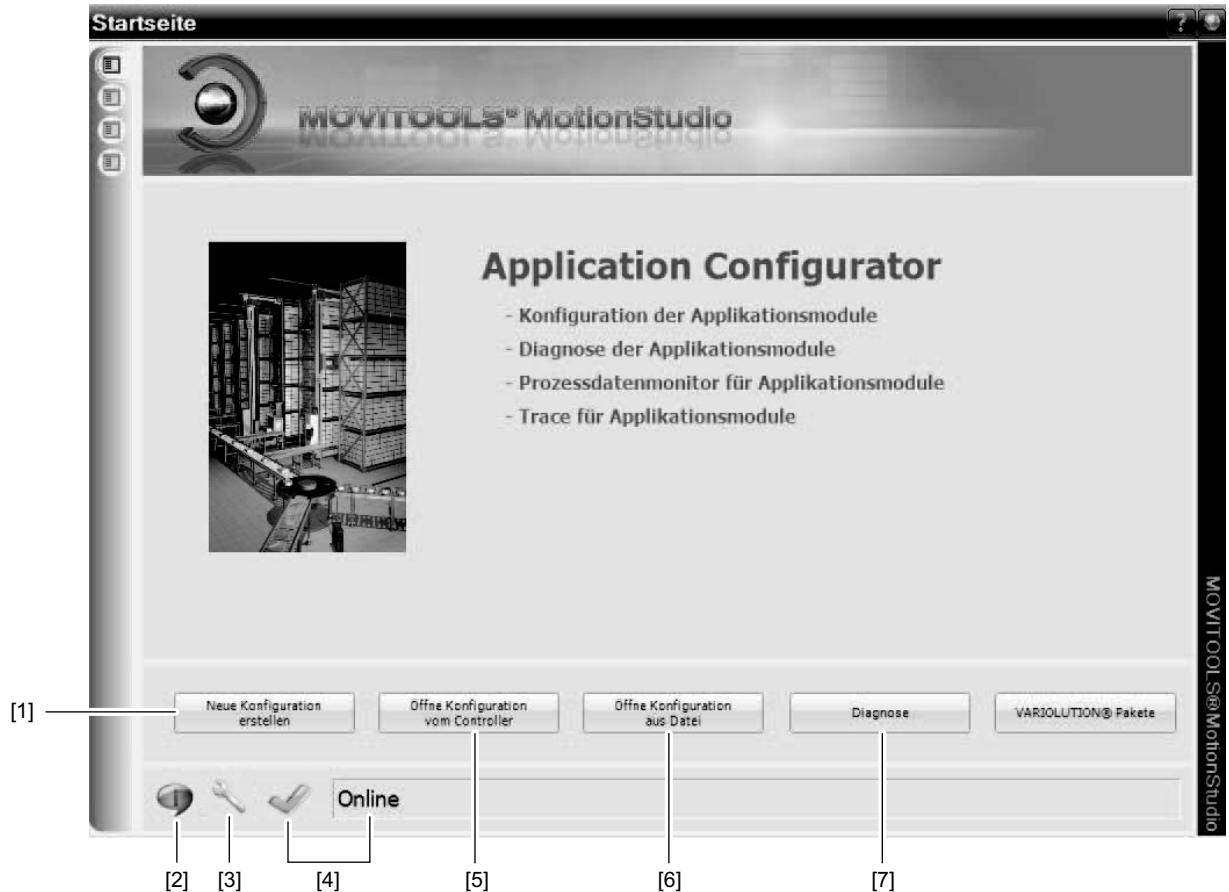 Startseite
?
MOVITOOLS® MotionStudio
Application Configurator
- Konfiguration der Applikationsmodule
- Diagnose der Applikationsmodule
- Prozessdatenmonitor für Applikationsmodule
- Trace für Applikationsmodule
MOVITOOLS®MotionStudio
[1]
Neue Konfiguration
erstellen
Öffne Konfiguration
vom Controller
Öffne Konfiguration
aus Datei
Diagnose
VARIOLUTION® Pakete
Online
[2]
[3]
[4]
[5]
[6]
[7]